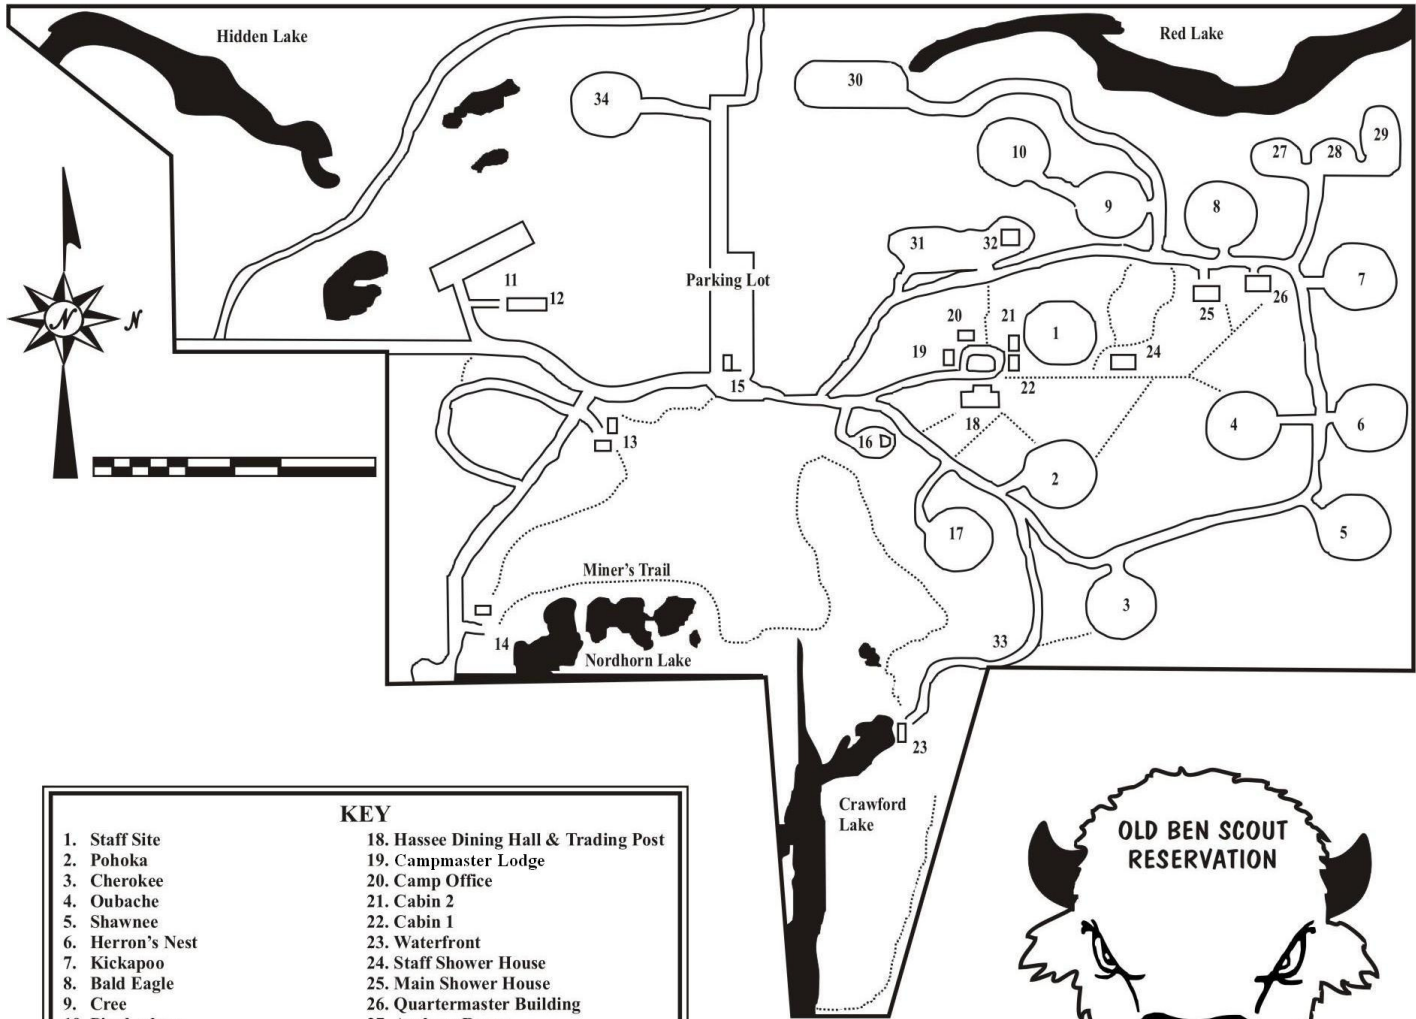 Hidden Lake
Red Lake
30
34
29
27
28
10
9
8
31
32
7
11
12
Parking Lot
26
25
20
21
1
19
24
15
22
18
4
6
13
16
2
17
5
Miner's Trail
3
14
33
Nordhorn Lake
23
Crawford
Lake
N
N
KEY
1. Staff Site
2. Pohoka
3. Cherokee
4. Oubache
5. Shawnee
6. Herron's Nest
7. Kickapoo
8. Bald Eagle
9. Cree
18. Hassee Dining Hall & Trading Post
19. Campmaster Lodge
20. Camp Office
21. Cabin 2
22. Cabin 1
23. Waterfront
24. Staff Shower House
25. Main Shower House
26. Quartermaster Building
OLD BEN SCOUT
RESERVATION